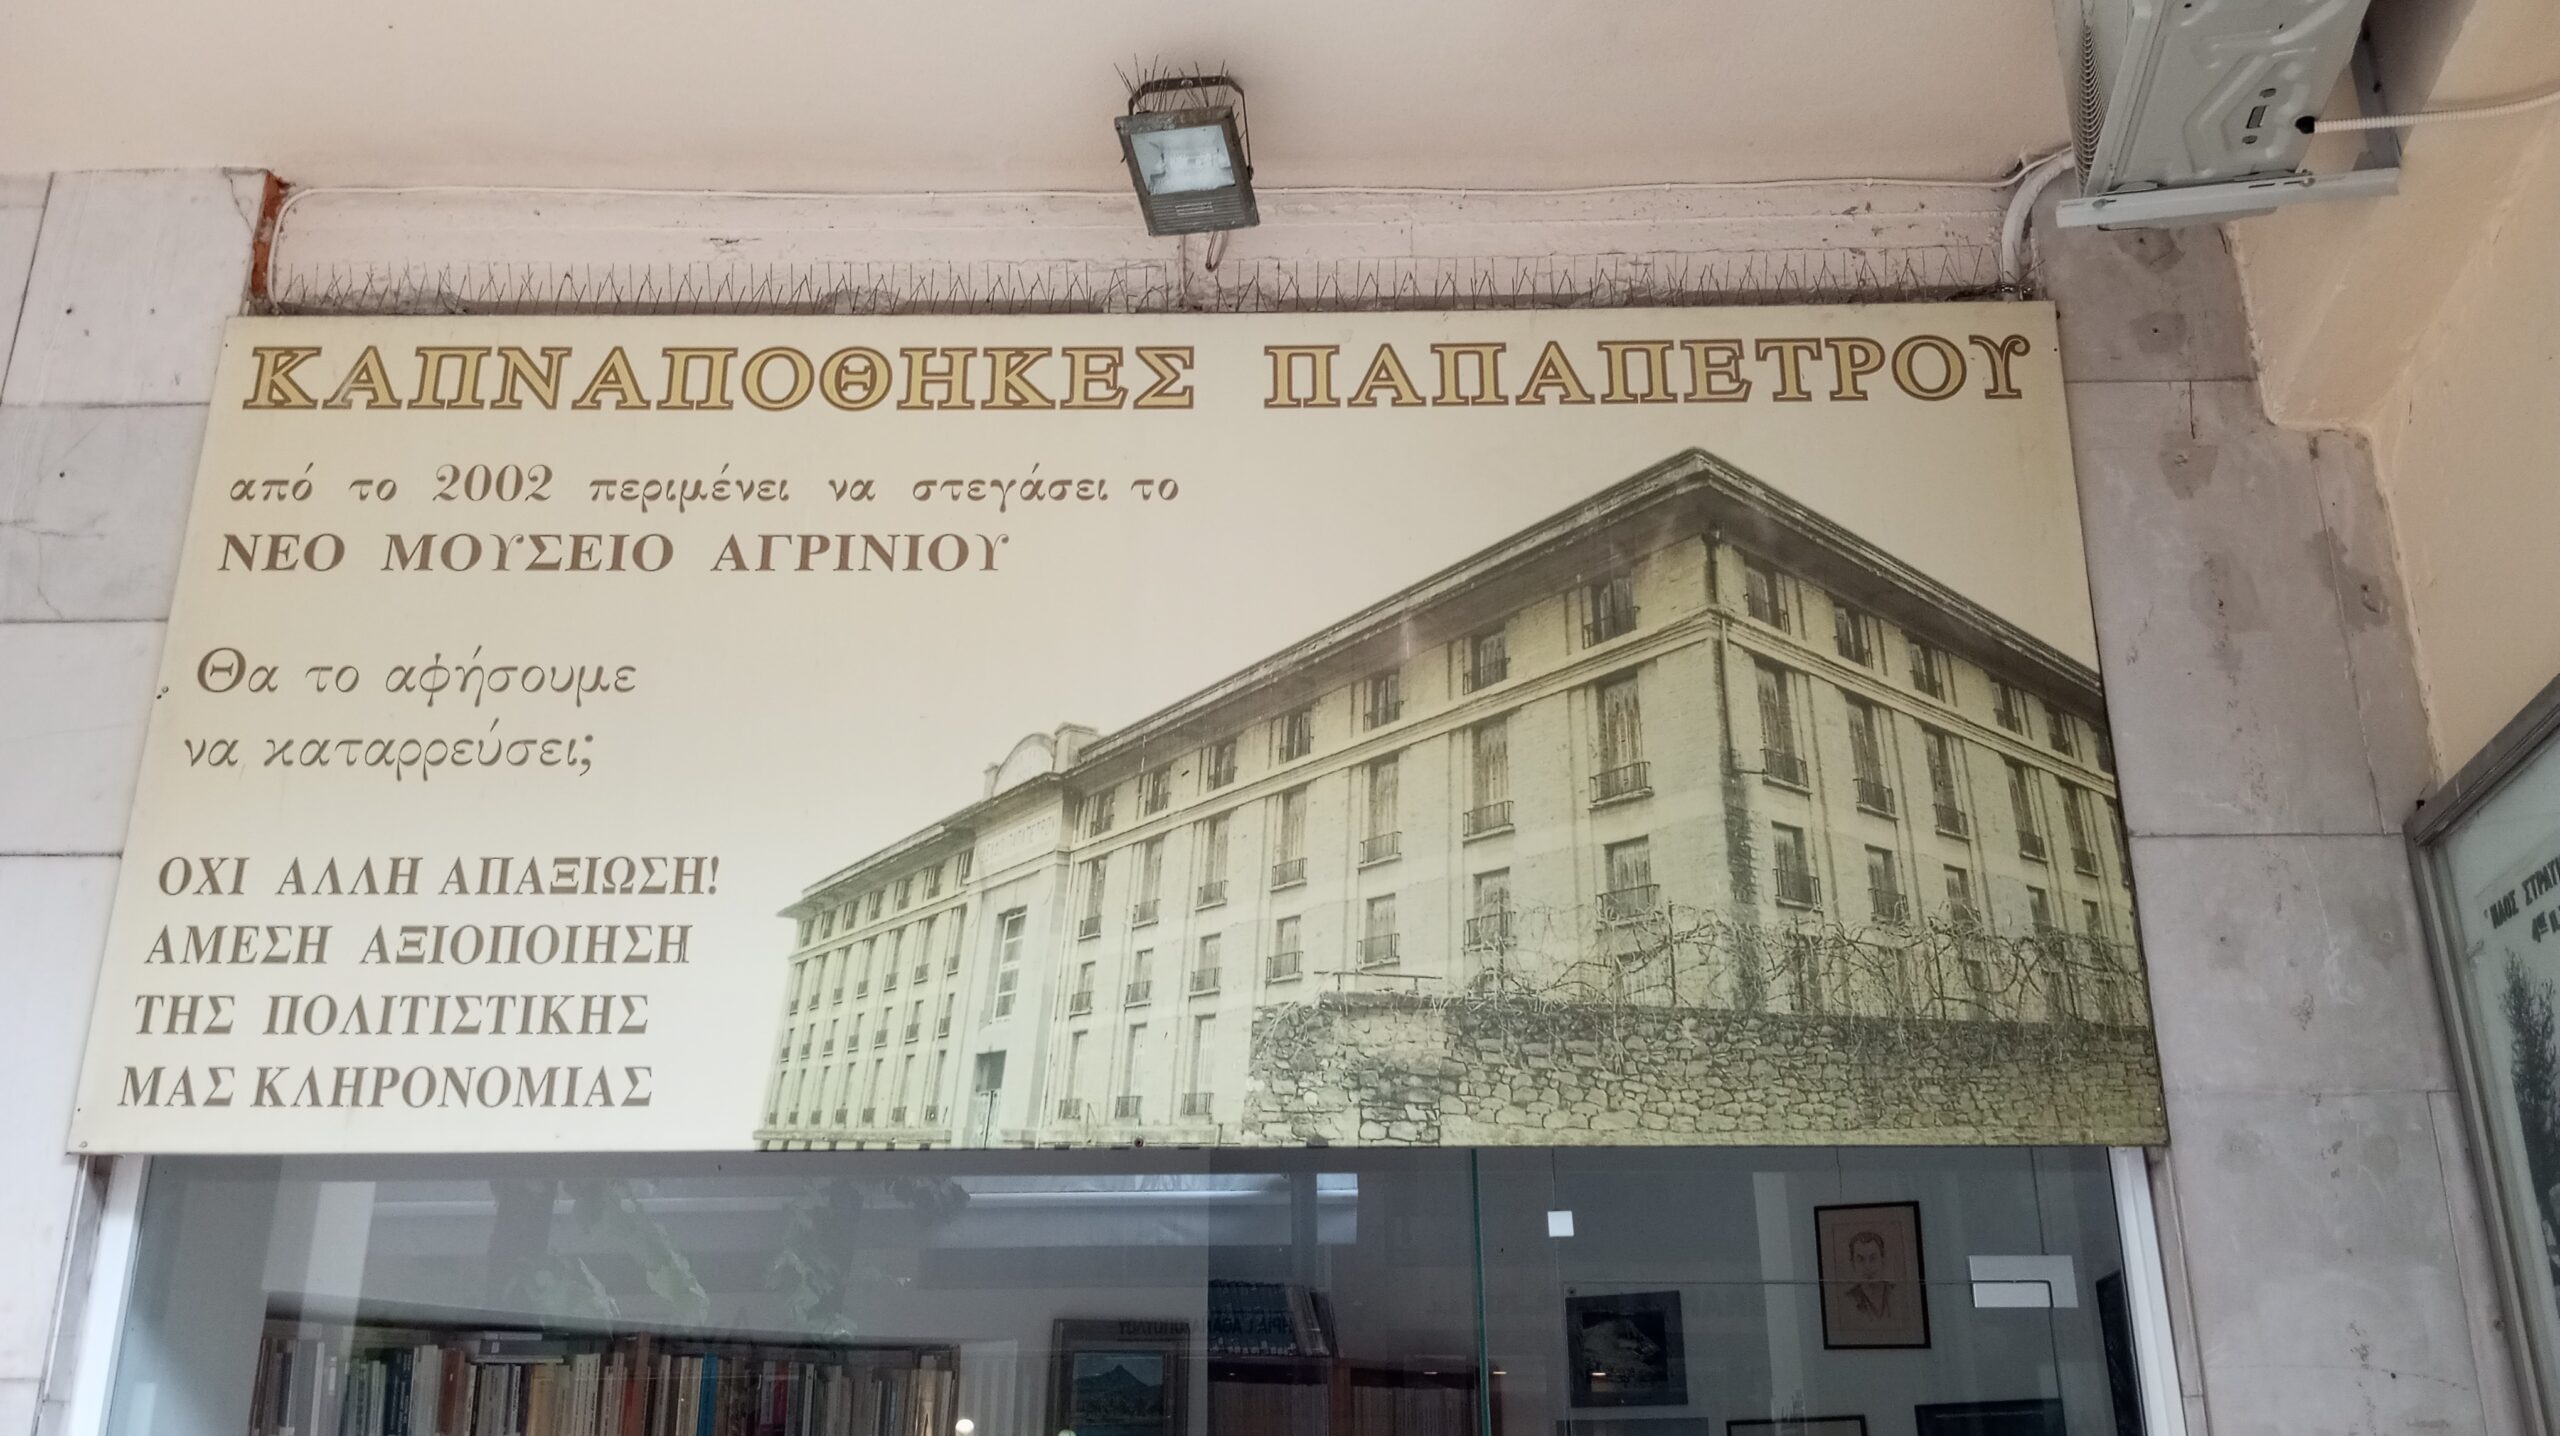 ΚΑΠΝΑΠΟΘΗΚΕΣ ΠΑΠΑΠΕΤΡΟΥ
από το 2002 περιμένει να στεγάσει το
ΝΕΟ ΜΟΥΣΕΙΟ ΑΓΡΙΝΙΟΥ
Θα το αφήσουμε
να καταρρεύσει;
ΟΧΙ ΑΛΛΗ ΑΠΑΞΙΩΣΗ!
ΑΜΕΣΗ ΑΞΙΟΠΟΙΗΣΗ
ΤΗΣ ΠΟΛΙΤΙΣΤΙΚΗΣ
ΜΑΣ ΚΛΗΡΟΝΟΜΙΑΣ